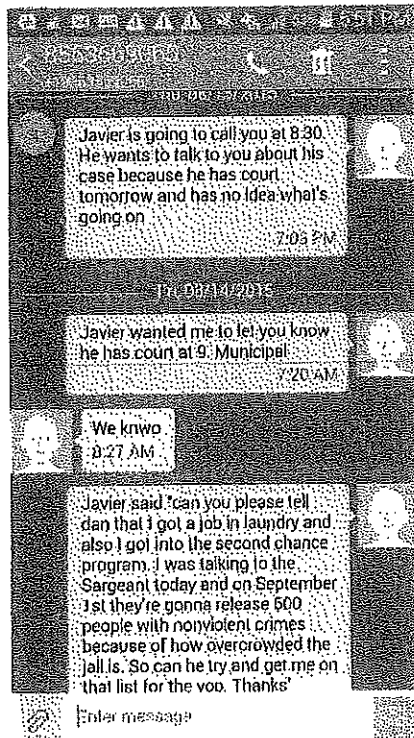 Javier is going to call you at 8:30.
He wants to talk to you about his
case because he has court
tomorrow and has no idea what's
going on
7:03 PM
Javier wanted me to let you know
he has court at 9. Municipal
7:20 AM
We knwo
8:27 AM
Javier said "can you please tell
dan that I got a job in laundry and
also I got into the second chance
program. I was talking to the
Sargeant today and on September
1st they're gonna release 500
people with nonviolent crimes
because of how overcrowded the
jail is. So can he try and get me on
that list for the vop. Thanks"
Enter message